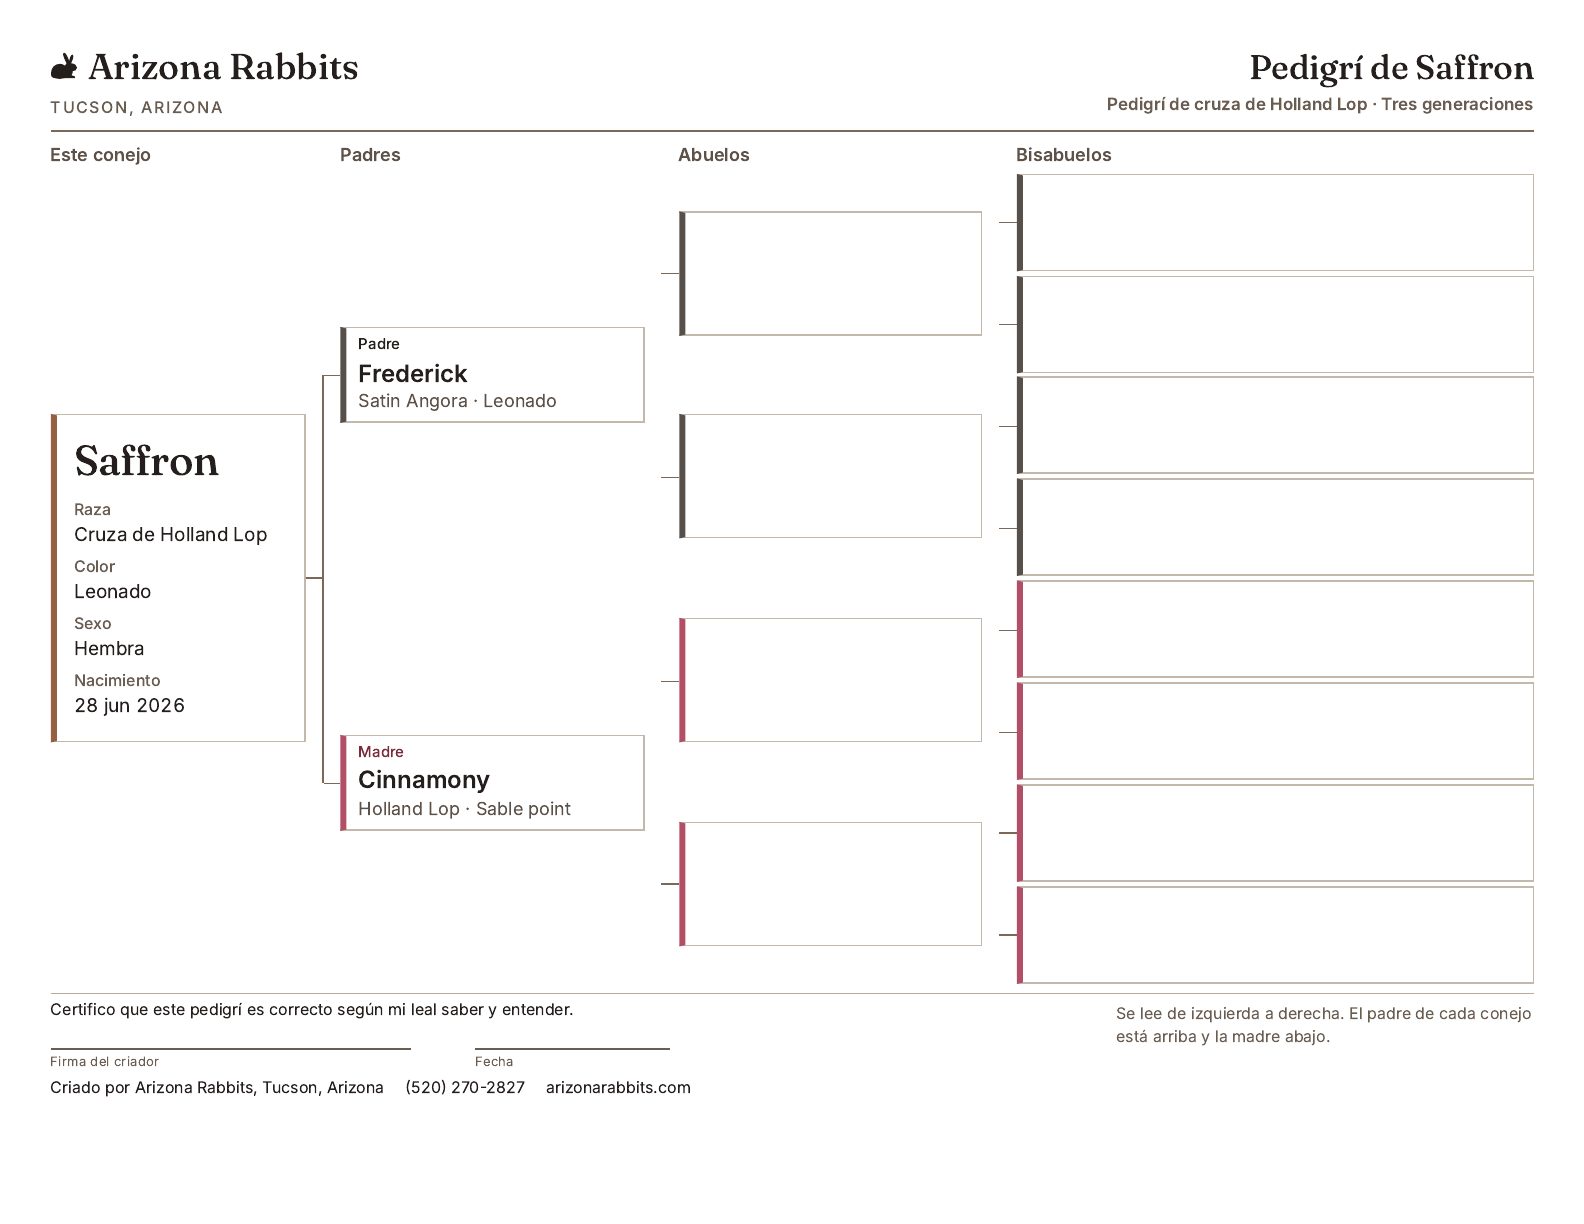 Arizona Rabbits
TUCSON, ARIZONA
Pedigrí de Saffron
Pedigrí de cruza de Holland Lop · Tres generaciones
Este conejo
Padres
Abuelos
Bisabuelos
Saffron
Raza
Cruza de Holland Lop
Color
Leonado
Sexo
Hembra
Nacimiento
28 jun 2026
Padre
Frederick
Satin Angora · Leonado
Madre
Cinnamony
Holland Lop · Sable point
Certifico que este pedigrí es correcto según mi leal saber y entender.
Firma del criador
Fecha
Criado por Arizona Rabbits, Tucson, Arizona (520) 270-2827 arizonarabbits.com
Se lee de izquierda a derecha. El padre de cada conejo
está arriba y la madre abajo.